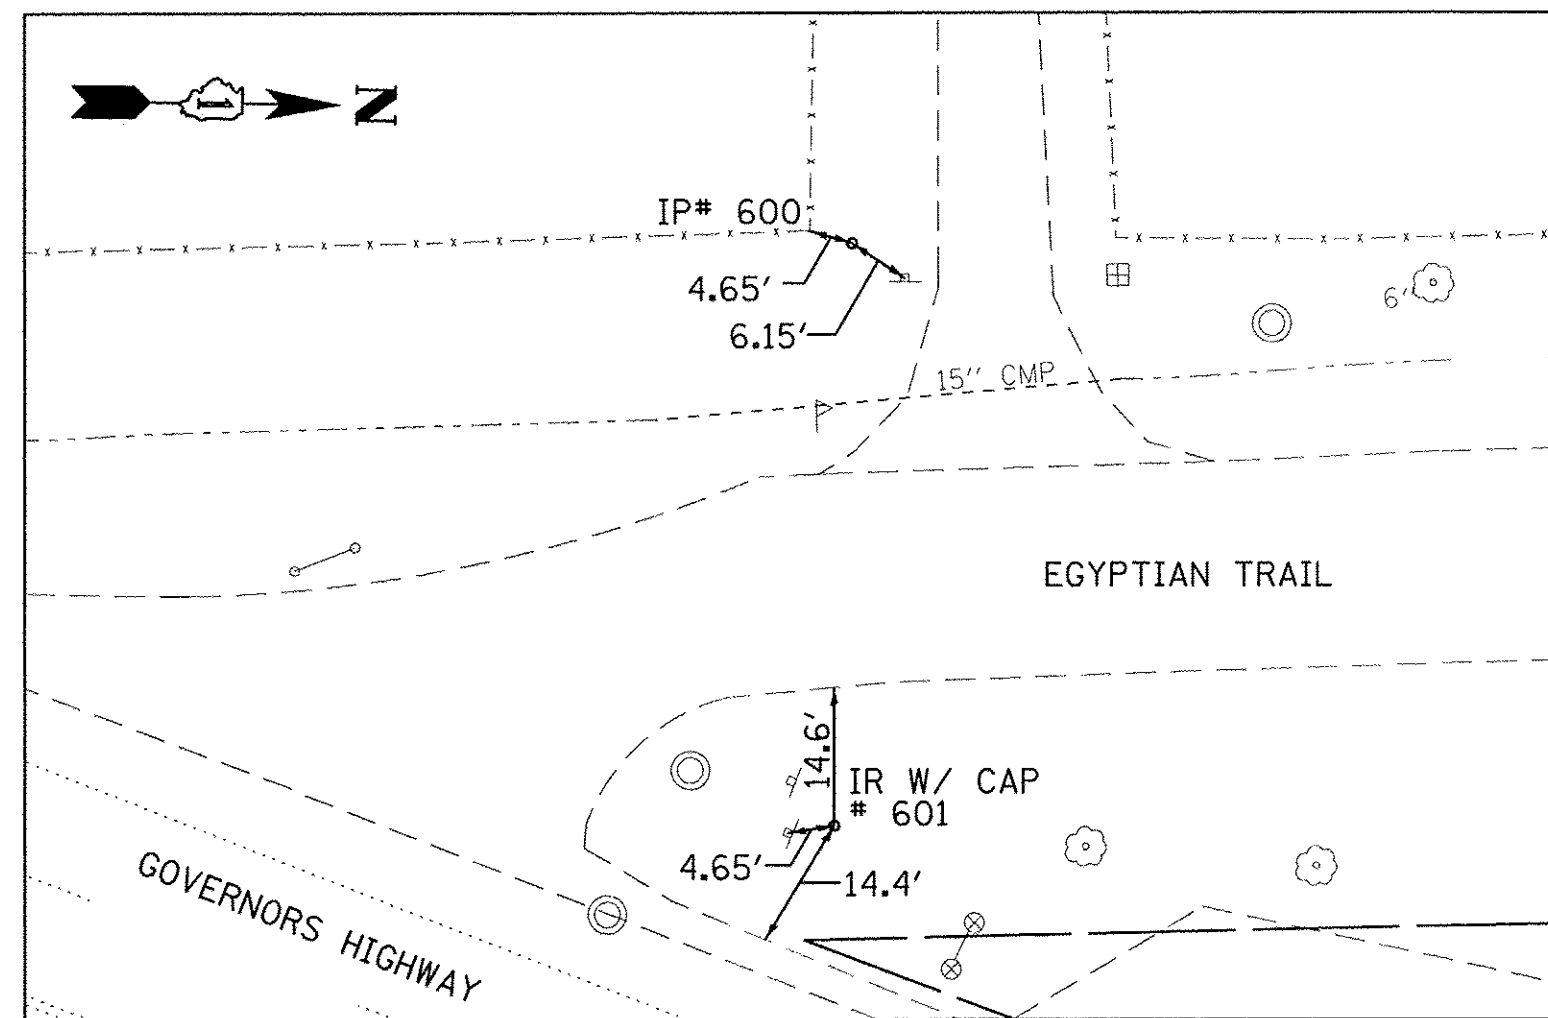 N
IP# 600
4.65'
6.15'
6''
15'' CMP
EGYPTIAN TRAIL
14.6'
IR W/ CAP
# 601
4.65'
14.4'
GOVERNORS HIGHWAY